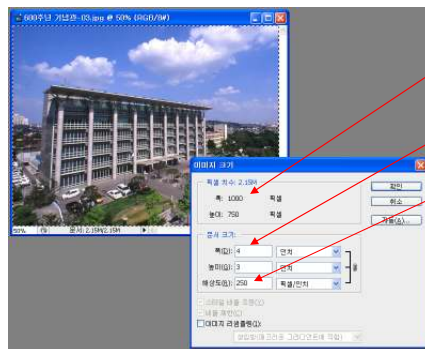 600주년 기념관-03.jpg @ 50% (RGB/8#)
50%
문서: 2.15M/2.15M
이미지 크기
픽셀 치수: 2.15M
폭: 1000 픽셀
높이: 750 픽셀
문서 크기:
폭(D): 4 인치
높이(G): 3 인치
해상도(R): 250 픽셀/인치
스타일 비율 조정(Y)
비율 제한(C)
이미지 리샘플링(I):
확인
취소
자동(A)...